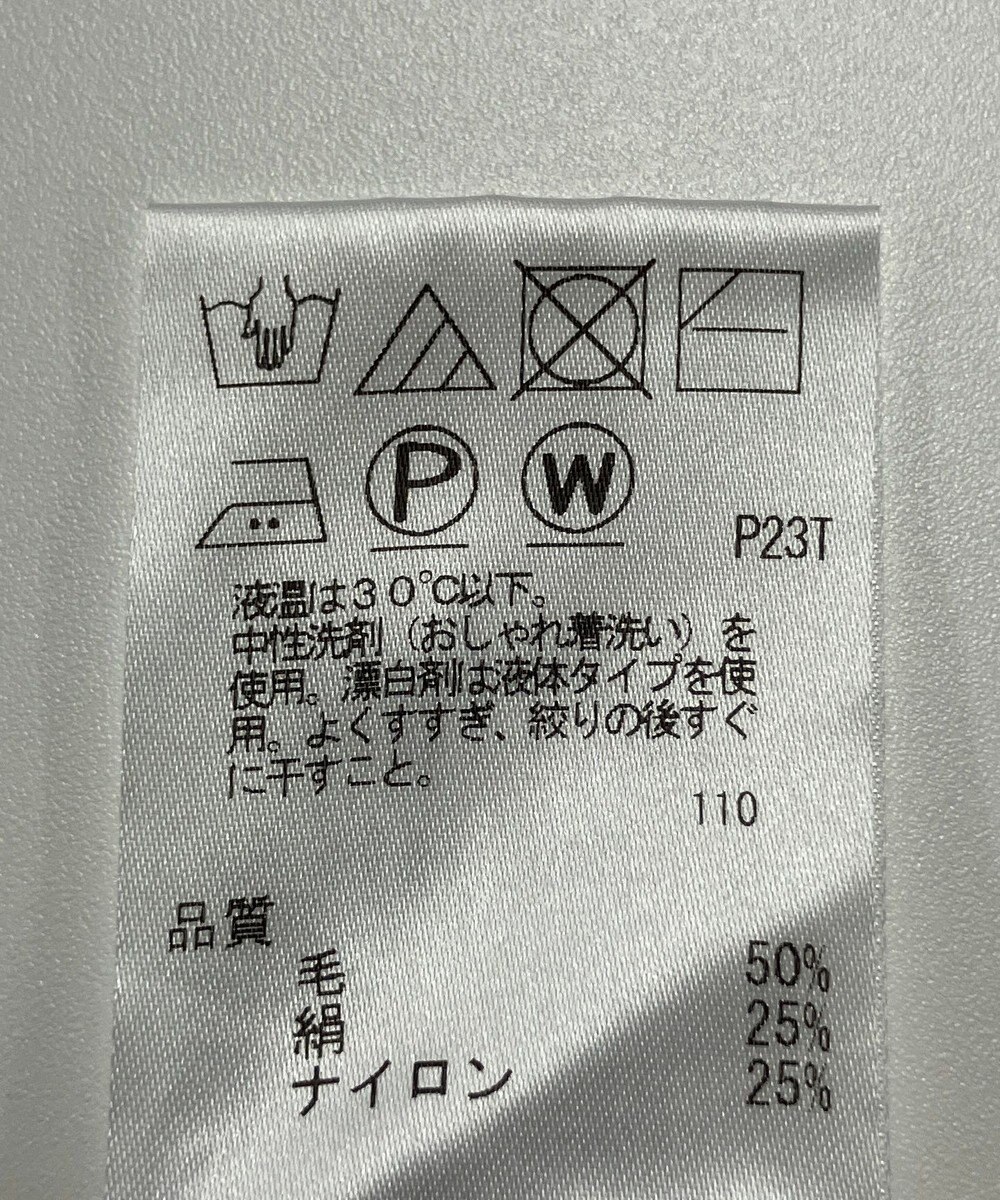 P W
P23T
液温は30℃以下。
中性洗剤（おしゃれ着洗い）を
使用。漂白剤は液体タイプを使
用。よくすすぎ、絞りの後すぐ
に干すこと。
110
品質
毛 50%
絹 25%
ナイロン 25%